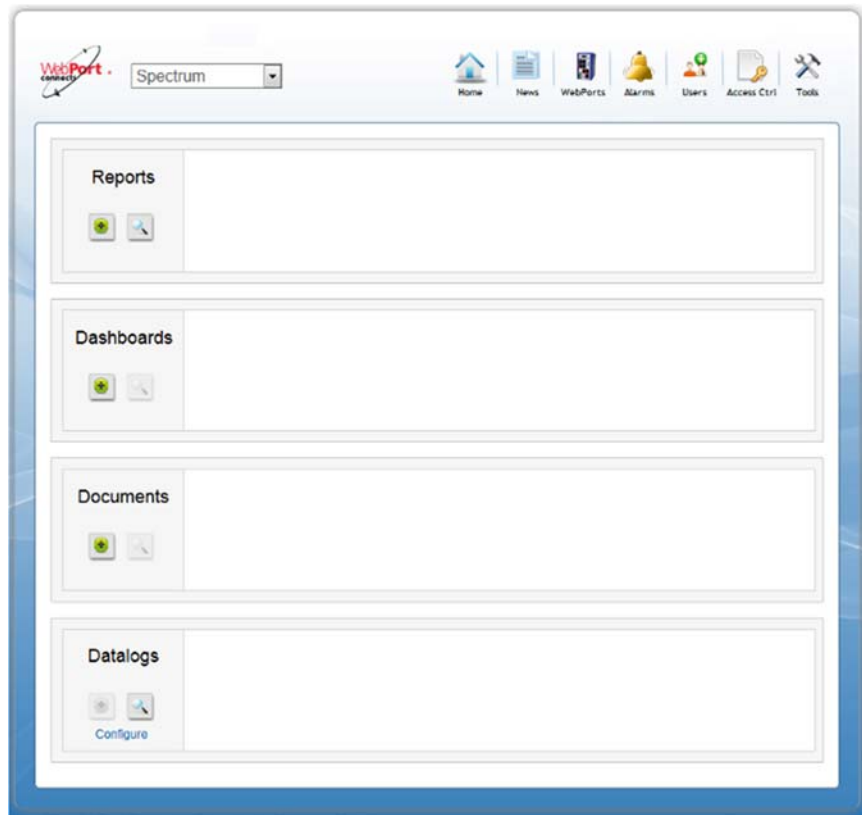 WebPort.
connects
Spectrum
Home News WebPorts Alarms Users Access Ctrl Tools
Reports
Dashboards
Documents
Datalogs
Configure